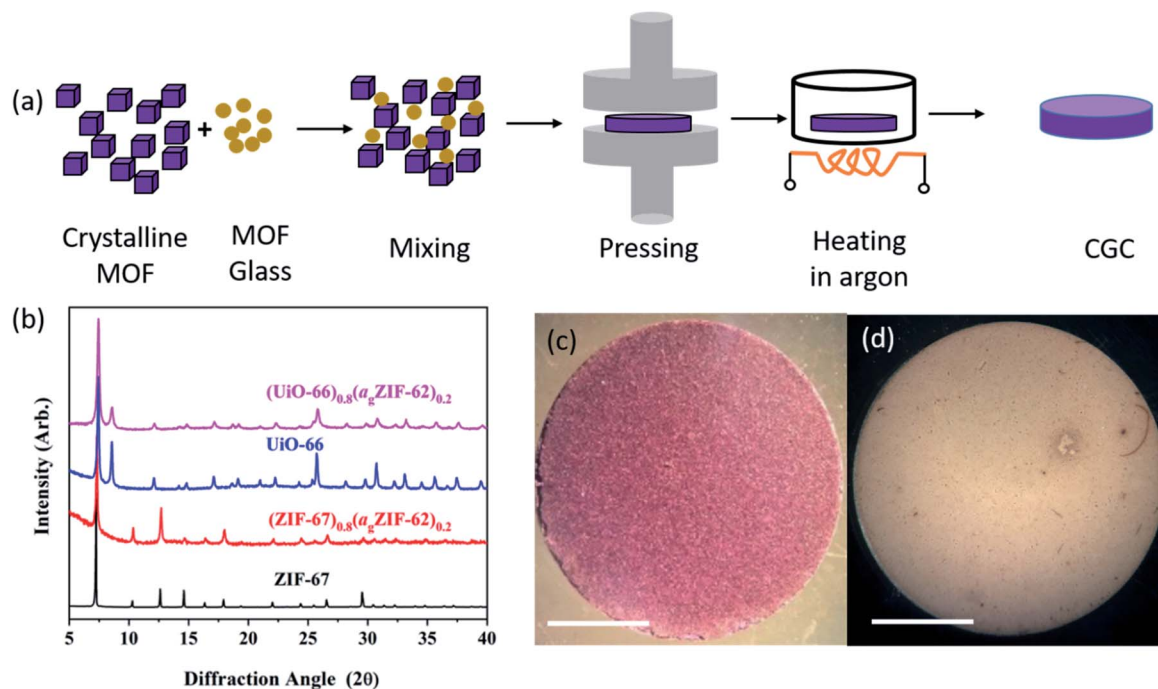 (a)
+
Crystalline
MOF
MOF
Glass
Mixing
Pressing
Heating
in argon
CGC
(b)
(UiO-66)0.8(agZIF-62)0.2
UiO-66
(ZIF-67)0.8(agZIF-62)0.2
ZIF-67
Intensity (Arb.)
5 10 15 20 25 30 35 40
Diffraction Angle (2θ)
(c)
(d)